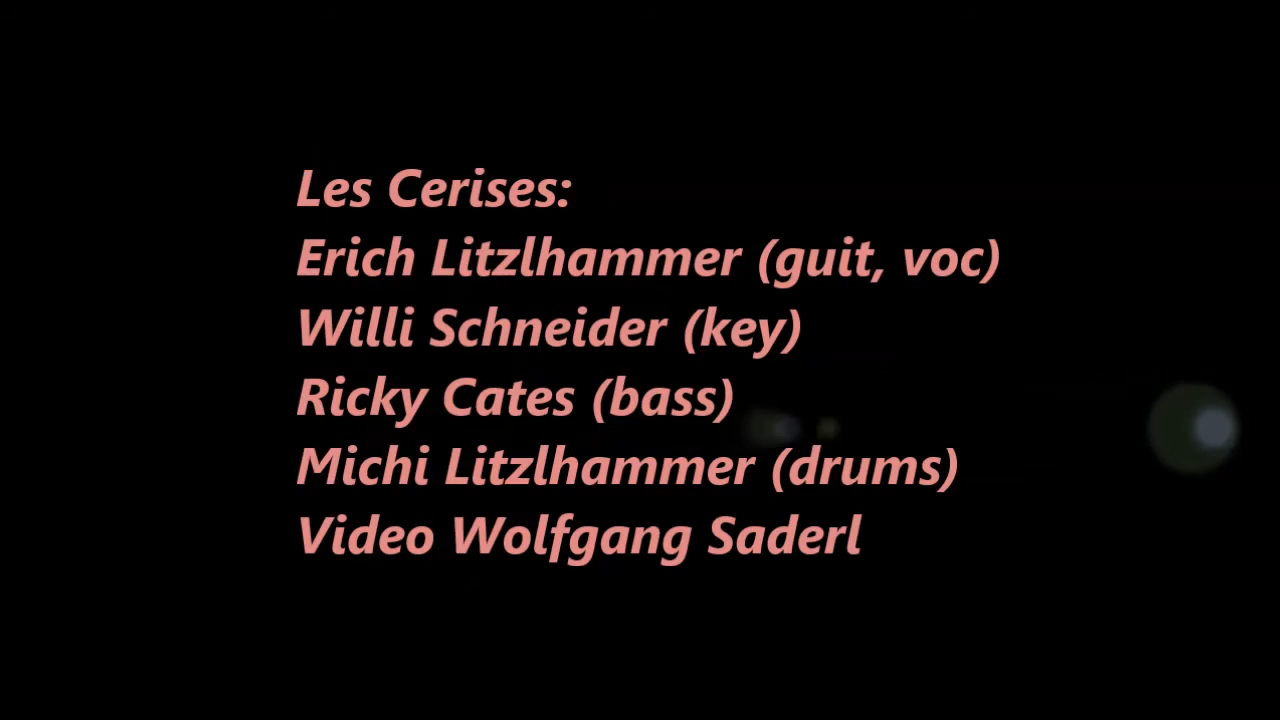 Les Cerises:
Erich Litzlhammer (guit, voc)
Willi Schneider (key)
Ricky Cates (bass)
Michi Litzlhammer (drums)
Video Wolfgang Saderl